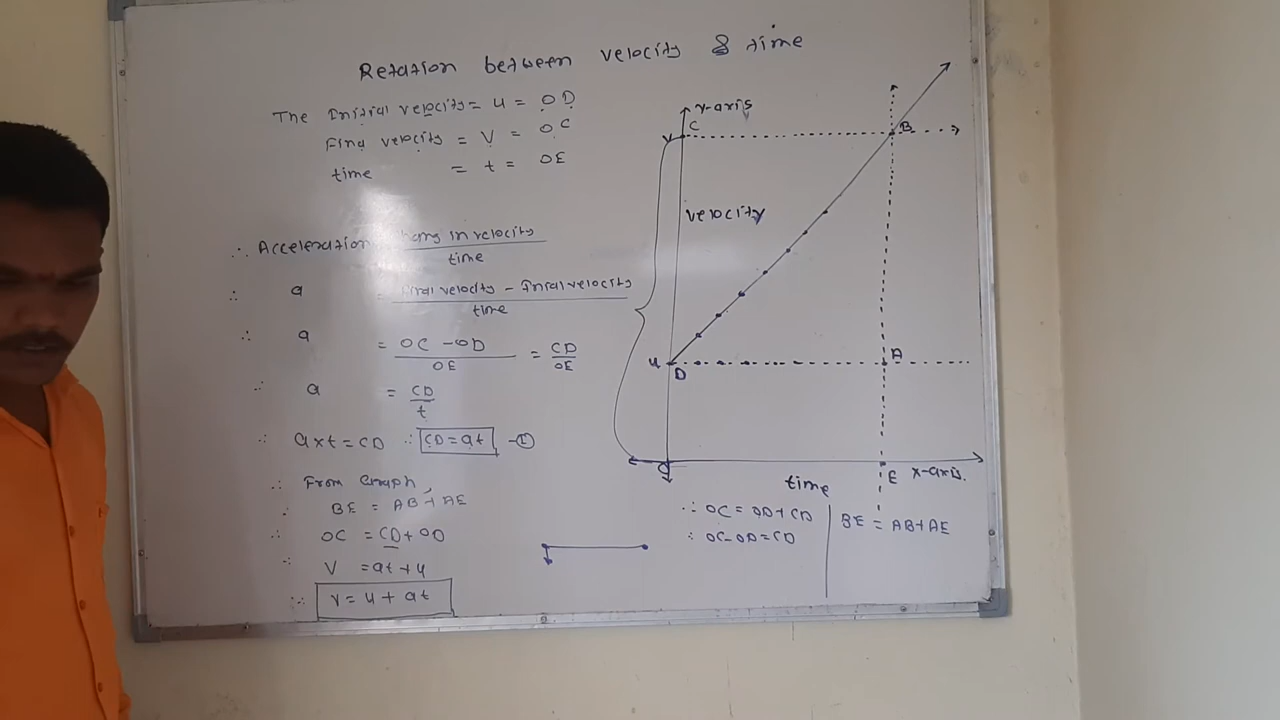 Relation between velocity & time
The Initial velocity = u = OD
Final velocity = V = OC
time = t = OE
∴ Acceleration in velocity
time
∴ a = Final velocity - Inital velocity
time
∴ a = OC - OD = CD
OE OE
∴ a = CD
t
∴ a x t = CD ∴ CD = at -①
∴ From Graph,
∴ BE = AB + AE
∴ OC = CD + OD
∴ V = at + u
∴ V = u + at
Y-axis
V C B
velocity
u D A
O E X-axis.
time
∴ OC = OD + CD
∴ OC - OD = CD
BE = AB + AE